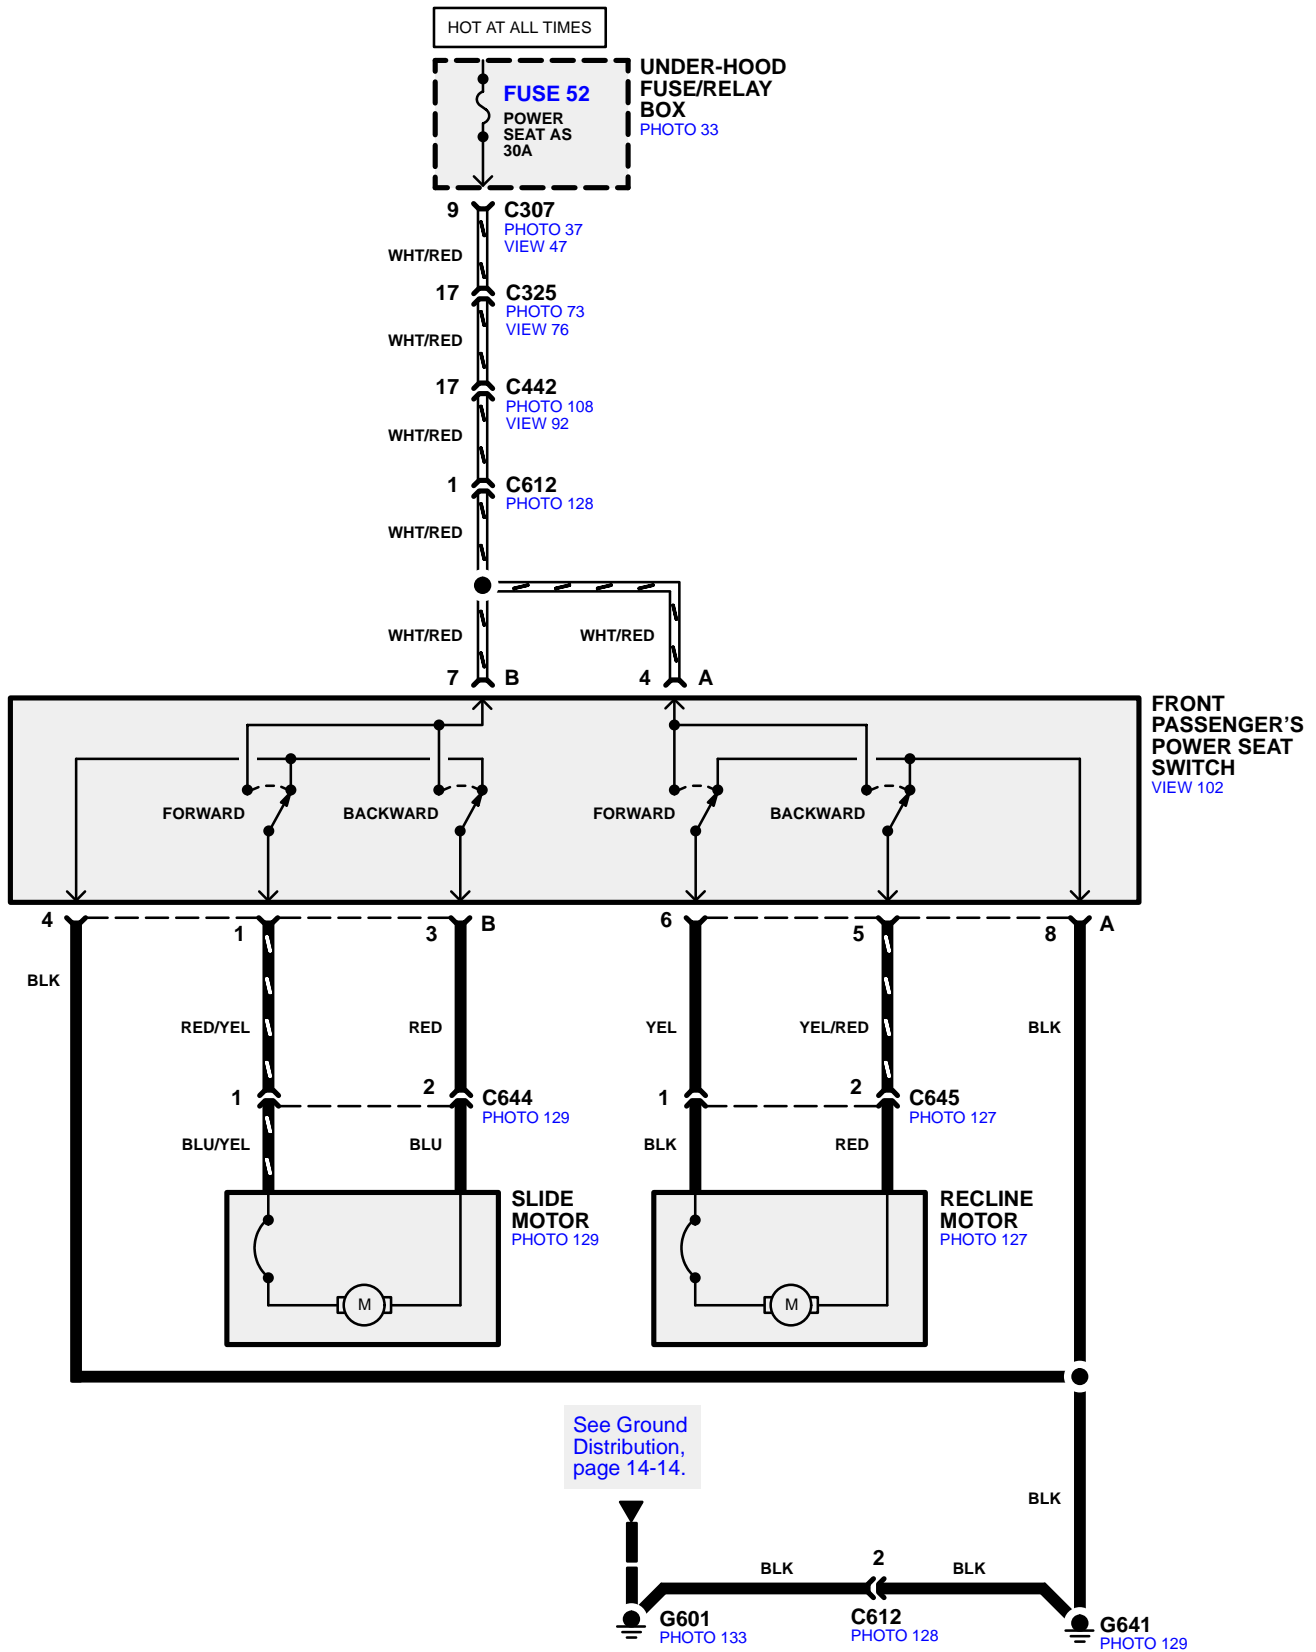 HOT AT ALL TIMES
FUSE 52
POWER
SEAT AS
30A
UNDER-HOOD
FUSE/RELAY
BOX
PHOTO 33
9 C307
PHOTO 37
VIEW 47
WHT/RED
17 C325
PHOTO 73
VIEW 76
WHT/RED
17 C442
PHOTO 108
VIEW 92
WHT/RED
1 C612
PHOTO 128
WHT/RED
WHT/RED WHT/RED
7 B 4 A
FRONT
PASSENGER'S
POWER SEAT
SWITCH
VIEW 102
FORWARD BACKWARD FORWARD BACKWARD
4 1 3 B 6 5 8 A
BLK
RED/YEL RED YEL YEL/RED BLK
1 2 C644
PHOTO 129
1 2 C645
PHOTO 127
BLU/YEL BLU BLK RED
SLIDE
MOTOR
PHOTO 129
M
RECLINE
MOTOR
PHOTO 127
M
See Ground
Distribution,
page 14-14.
BLK
BLK 2 BLK
G601
PHOTO 133
C612
PHOTO 128
G641
PHOTO 129